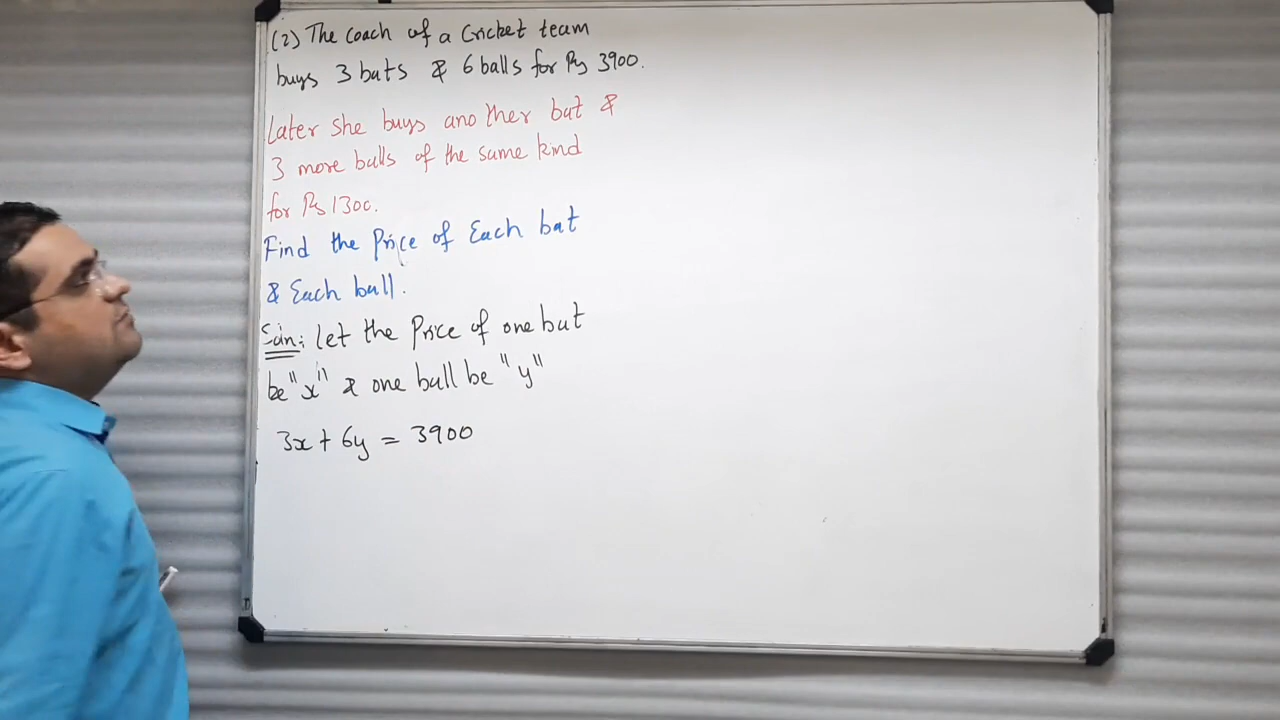 (2) The coach of a Cricket team
buys 3 bats & 6 balls for Rs 3900.
Later she buys another bat &
3 more balls of the same kind
for Rs 1300.
Find the Price of Each bat
& Each ball.
Soln: Let the Price of one bat
be "x" & one ball be "y"
3x + 6y = 3900